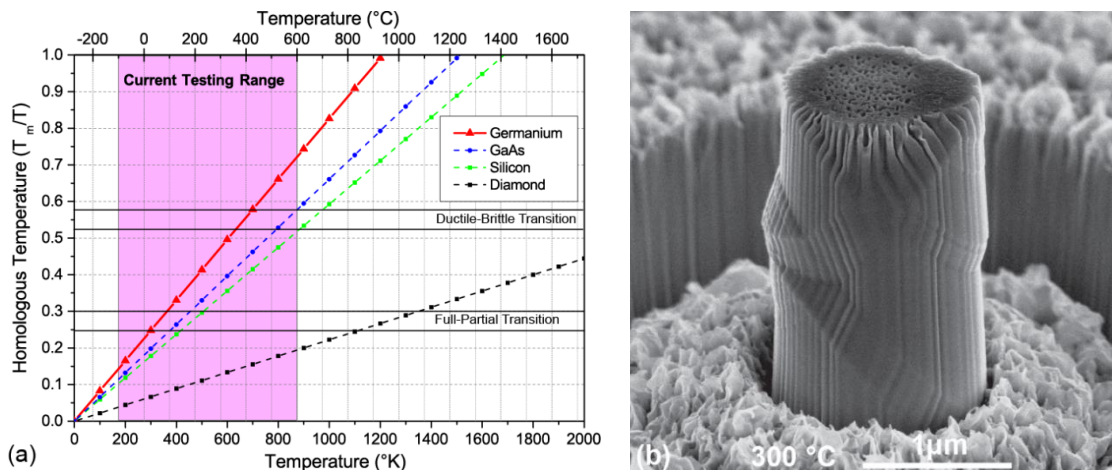 Temperature (°C)
-200 0 200 400 600 800 1000 1200 1400 1600
Homologous Temperature (T_m/T)
1.0
0.9
0.8
0.7
0.6
0.5
0.4
0.3
0.2
0.1
0.0
Current Testing Range
Germanium
GaAs
Silicon
Diamond
Ductile-Brittle Transition
Full-Partial Transition
0 200 400 600 800 1000 1200 1400 1600 1800 2000
Temperature (°K)
(a)
(b)
300 °C
1µm